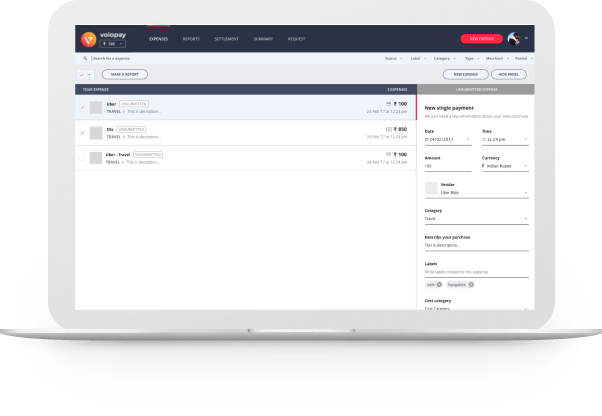 volopay
₹ 200
EXPENSES REPORTS SETTLEMENT SUMMARY REQUEST
NEW EXPENSE
Search for a expense
Status Label Category Type Merchant Period
MAKE A REPORT
NEW EXPENSE HIDE PANEL
YOUR EXPENSE 3 EXPENSES
UNSUBMITTED EXPENSE
Uber UNSUBMITTED ₹ 100
TRAVEL > This is decription... 24 Feb '17 at 12:24 pm
Ola UNSUBMITTED ₹ 850
TRAVEL > This is decription... 24 Feb '17 at 12:24 pm
Uber - Travel UNSUBMITTED ₹ 100
TRAVEL > This is decription... 24 Feb '17 at 12:24 pm
New single payment
We just need a few information about your new purchase
Date Time
24/02/2017 12:24 pm
Amount Currency
100 ₹ Indian Rupee
Vendor
Uber Ride
Category
Travel
Describe your purchase
This is description...
Labels
Write labels related to this expense
bangalore
Cost category
Cost Category